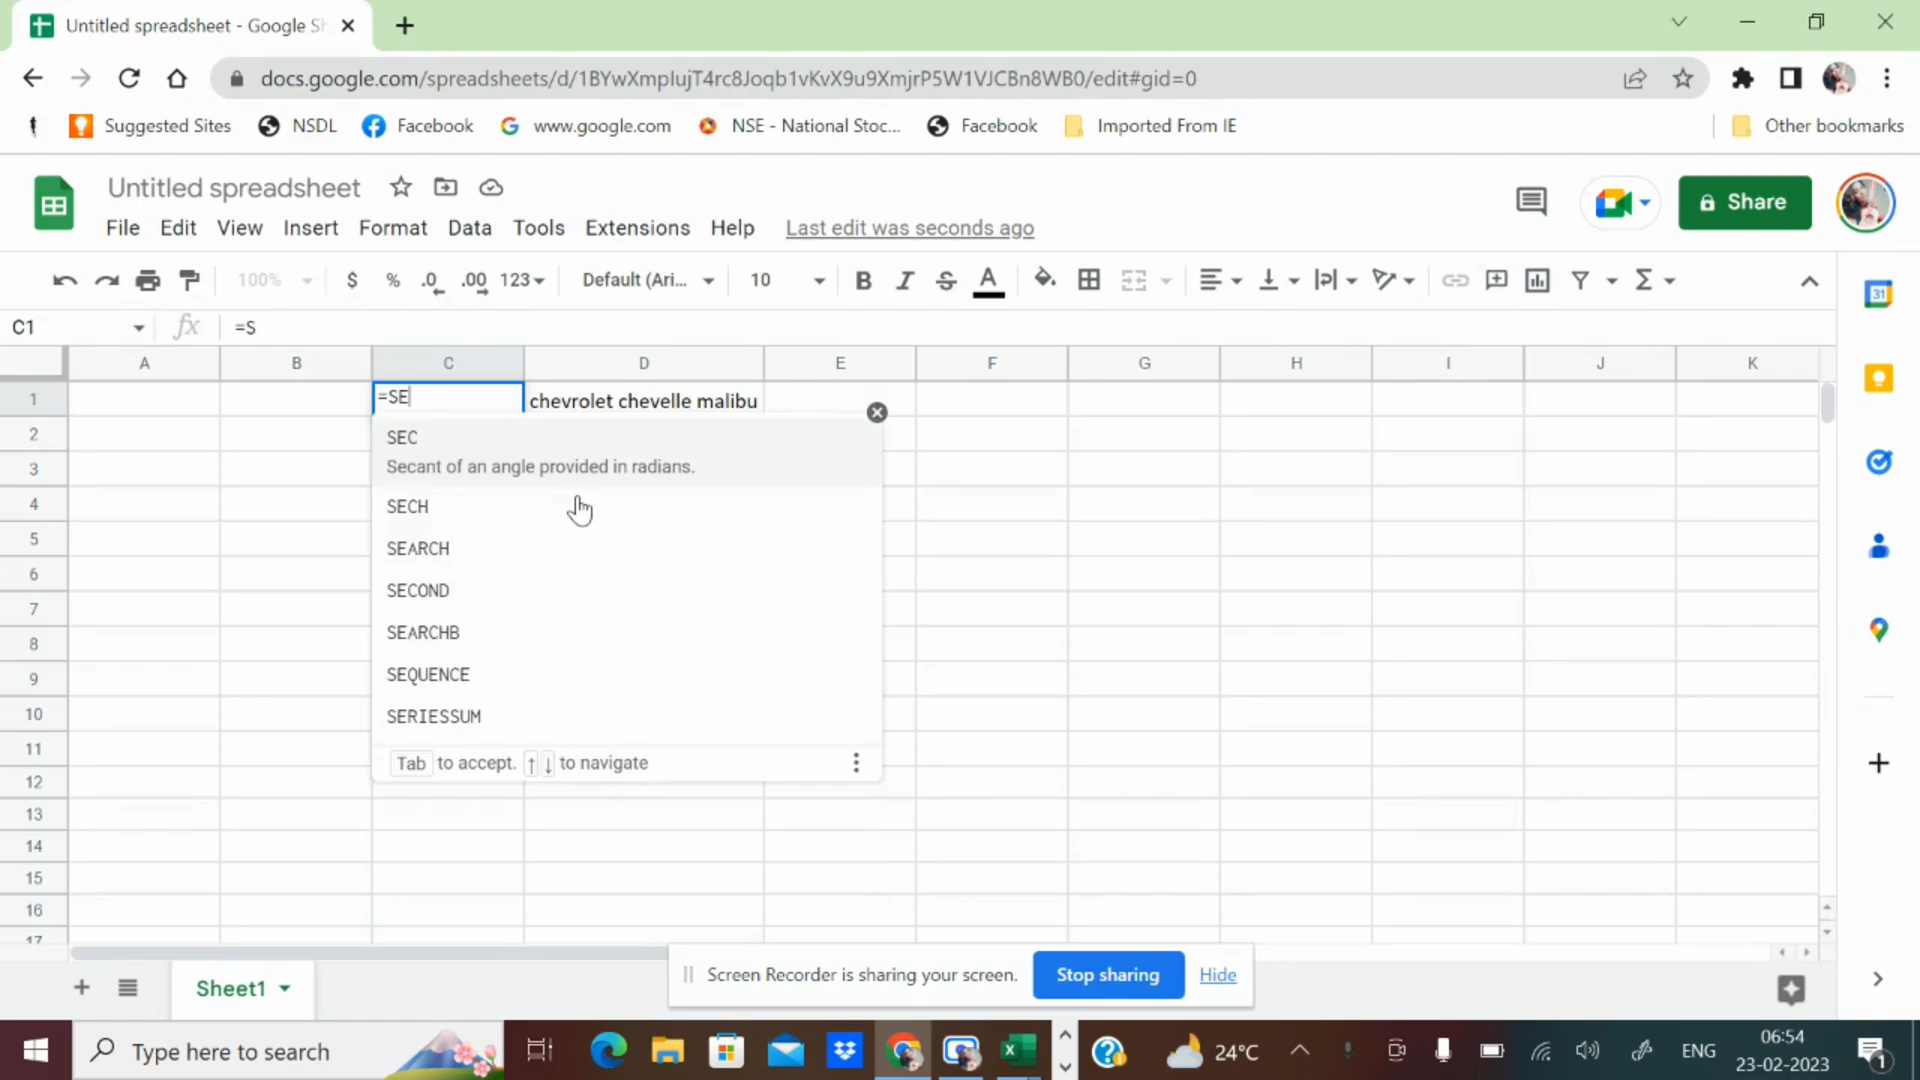 Untitled spreadsheet - Google Sh
docs.google.com/spreadsheets/d/1BYwXmpIujT4rc8Joqb1vKvX9u9XmjrP5W1VJCBn8WB0/edit#gid=0
Suggested Sites NSDL Facebook www.google.com NSE - National Stoc... Facebook Imported From IE Other bookmarks
Untitled spreadsheet
Share
File Edit View Insert Format Data Tools Extensions Help Last edit was seconds ago
100% $ % .0 .00 123 Default (Ari... 10 B I S A Σ
31
C1 fx =S
A B C D E F G H I J K
1 =SE chevrolet chevelle malibu
2 SEC
3 Secant of an angle provided in radians.
4 SECH
5 SEARCH
6 SECOND
7
8 SEARCHB
9 SEQUENCE
10 SERIESSUM
11
12 Tab to accept. ↑ ↓ to navigate
13
14
15
16
17
Screen Recorder is sharing your screen. Stop sharing Hide
Sheet1
Type here to search 24°C ENG 06:54
23-02-2023
1